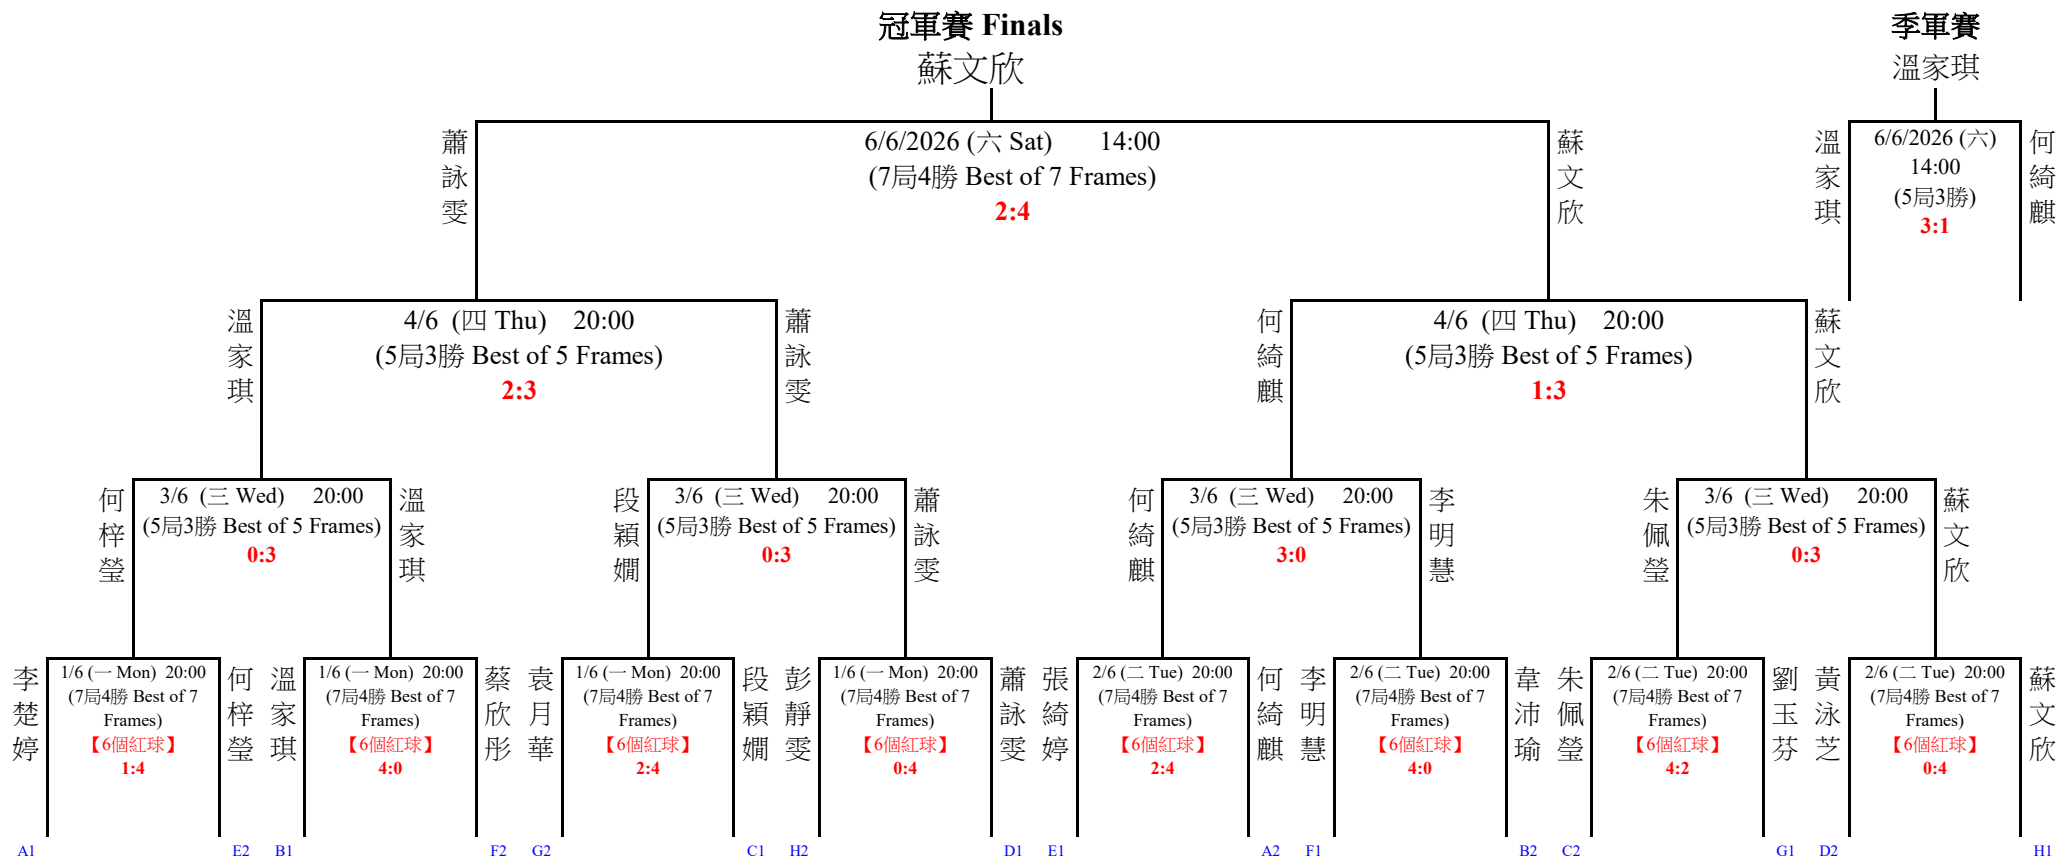 冠軍賽 Finals
蘇文欣
季軍賽
溫家琪
蕭詠雯
6/6/2026 (六 Sat) 14:00
(7局4勝 Best of 7 Frames)
2:4
蘇文欣
溫家琪
6/6/2026 (六)
14:00
(5局3勝)
3:1
何綺麒
溫家琪
4/6 (四 Thu) 20:00
(5局3勝 Best of 5 Frames)
2:3
蕭詠雯
何綺麒
4/6 (四 Thu) 20:00
(5局3勝 Best of 5 Frames)
1:3
蘇文欣
何梓瑩
3/6 (三 Wed) 20:00
(5局3勝 Best of 5 Frames)
0:3
溫家琪
段穎嫺
3/6 (三 Wed) 20:00
(5局3勝 Best of 5 Frames)
0:3
蕭詠雯
何綺麒
3/6 (三 Wed) 20:00
(5局3勝 Best of 5 Frames)
3:0
李明慧
朱佩瑩
3/6 (三 Wed) 20:00
(5局3勝 Best of 5 Frames)
0:3
蘇文欣
李楚婷
1/6 (一 Mon) 20:00
(7局4勝 Best of 7
Frames)
【6個紅球】
1:4
何梓瑩
溫家琪
1/6 (一 Mon) 20:00
(7局4勝 Best of 7
Frames)
【6個紅球】
4:0
蔡欣彤
袁月華
1/6 (一 Mon) 20:00
(7局4勝 Best of 7
Frames)
【6個紅球】
2:4
段穎嫺
彭靜雯
1/6 (一 Mon) 20:00
(7局4勝 Best of 7
Frames)
【6個紅球】
0:4
蕭詠雯
張綺婷
2/6 (二 Tue) 20:00
(7局4勝 Best of 7
Frames)
【6個紅球】
2:4
何綺麒
李明慧
2/6 (二 Tue) 20:00
(7局4勝 Best of 7
Frames)
【6個紅球】
4:0
韋沛瑜
朱佩瑩
2/6 (二 Tue) 20:00
(7局4勝 Best of 7
Frames)
【6個紅球】
4:2
劉玉芬
黃泳芝
2/6 (二 Tue) 20:00
(7局4勝 Best of 7
Frames)
【6個紅球】
0:4
蘇文欣
A1 E2 B1 F2 G2 C1 H2 D1 E1 A2 F1 B2 C2 G1 D2 H1